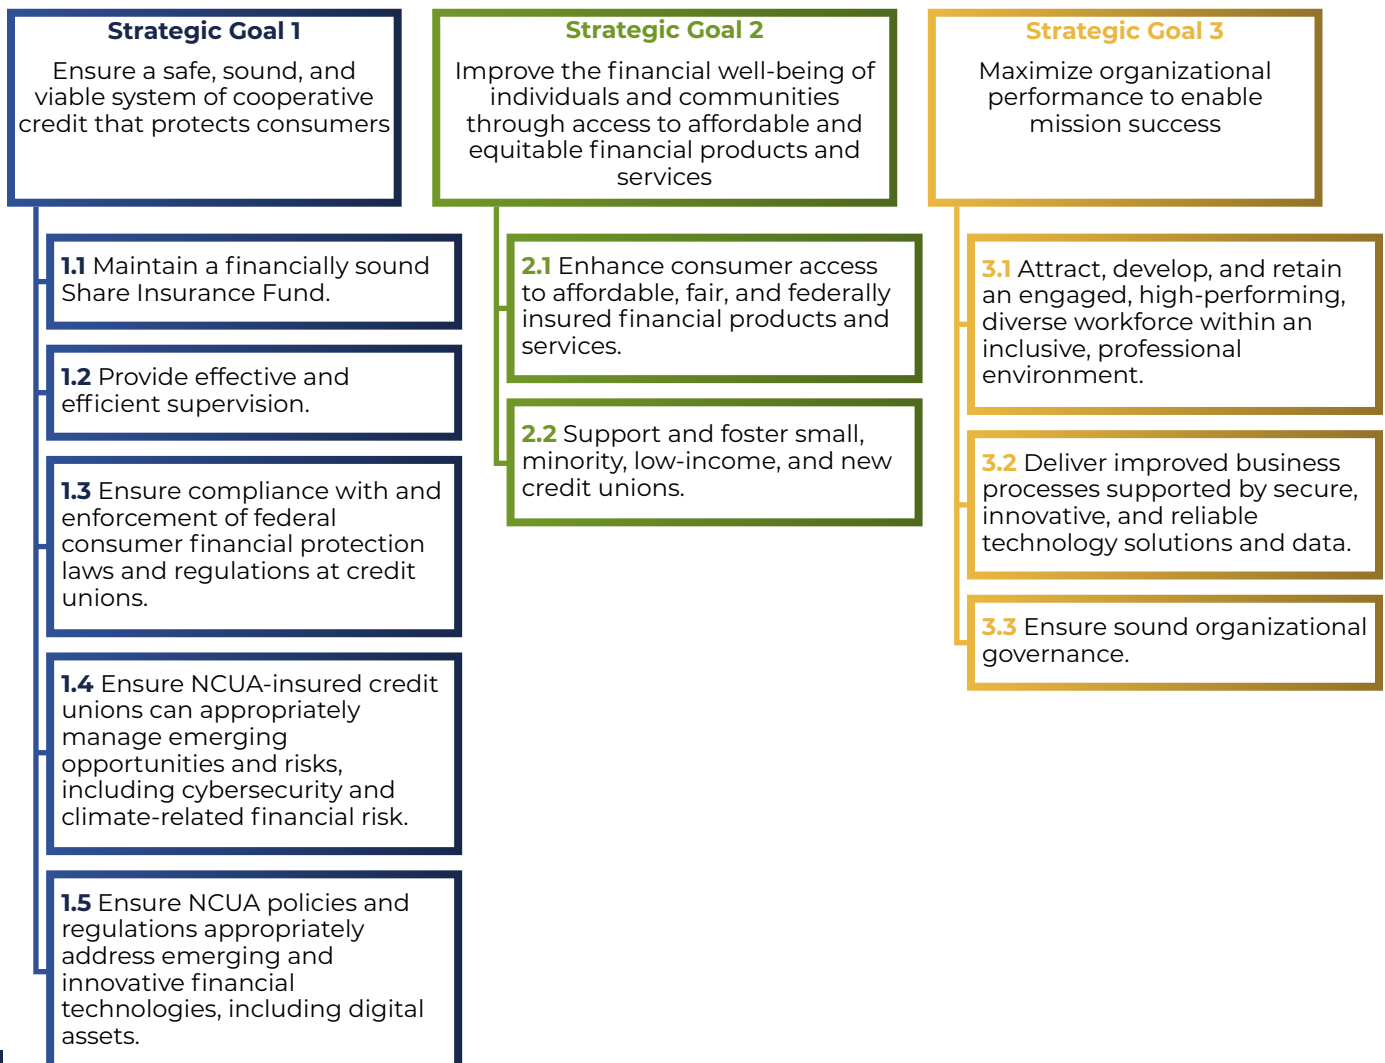 Strategic Goal 1
Ensure a safe, sound, and
viable system of cooperative
credit that protects consumers
1.1 Maintain a financially sound
Share Insurance Fund.
1.2 Provide effective and
efficient supervision.
1.3 Ensure compliance with and
enforcement of federal
consumer financial protection
laws and regulations at credit
unions.
1.4 Ensure NCUA-insured credit
unions can appropriately
manage emerging
opportunities and risks,
including cybersecurity and
climate-related financial risk.
1.5 Ensure NCUA policies and
regulations appropriately
address emerging and
innovative financial
technologies, including digital
assets.
Strategic Goal 2
Improve the financial well-being of
individuals and communities
through access to affordable and
equitable financial products and
services
2.1 Enhance consumer access
to affordable, fair, and federally
insured financial products and
services.
2.2 Support and foster small,
minority, low-income, and new
credit unions.
Strategic Goal 3
Maximize organizational
performance to enable
mission success
3.1 Attract, develop, and retain
an engaged, high-performing,
diverse workforce within an
inclusive, professional
environment.
3.2 Deliver improved business
processes supported by secure,
innovative, and reliable
technology solutions and data.
3.3 Ensure sound organizational
governance.